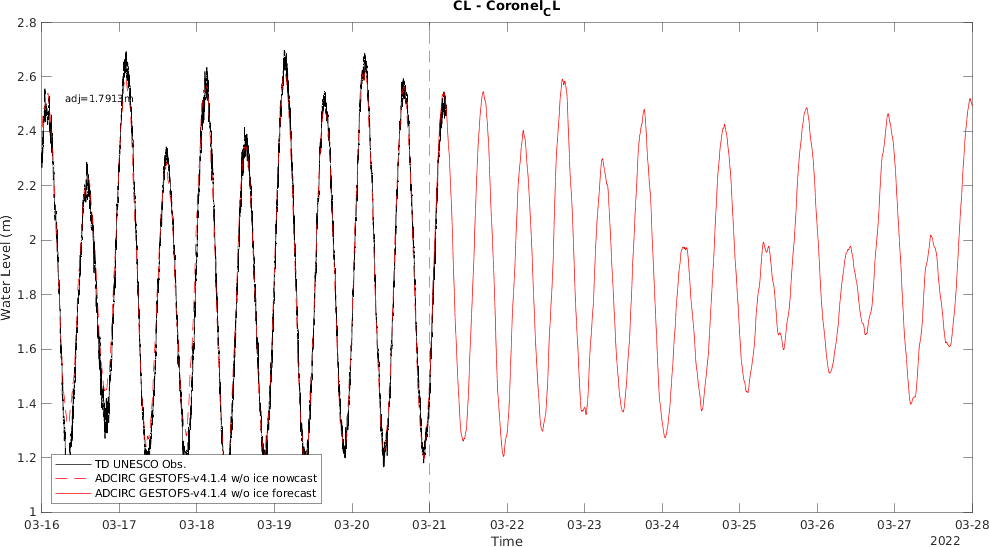 CL - Coronel_CL
2.8
2.6
adj=1.7913m
2.4
2.2
2
1.8
1.6
1.4
1.2
1
Water Level (m)
TD UNESCO Obs.
ADCIRC GESTOFS-v4.1.4 w/o ice nowcast
ADCIRC GESTOFS-v4.1.4 w/o ice forecast
03-16 03-17 03-18 03-19 03-20 03-21 03-22 03-23 03-24 03-25 03-26 03-27 03-28
Time
2022